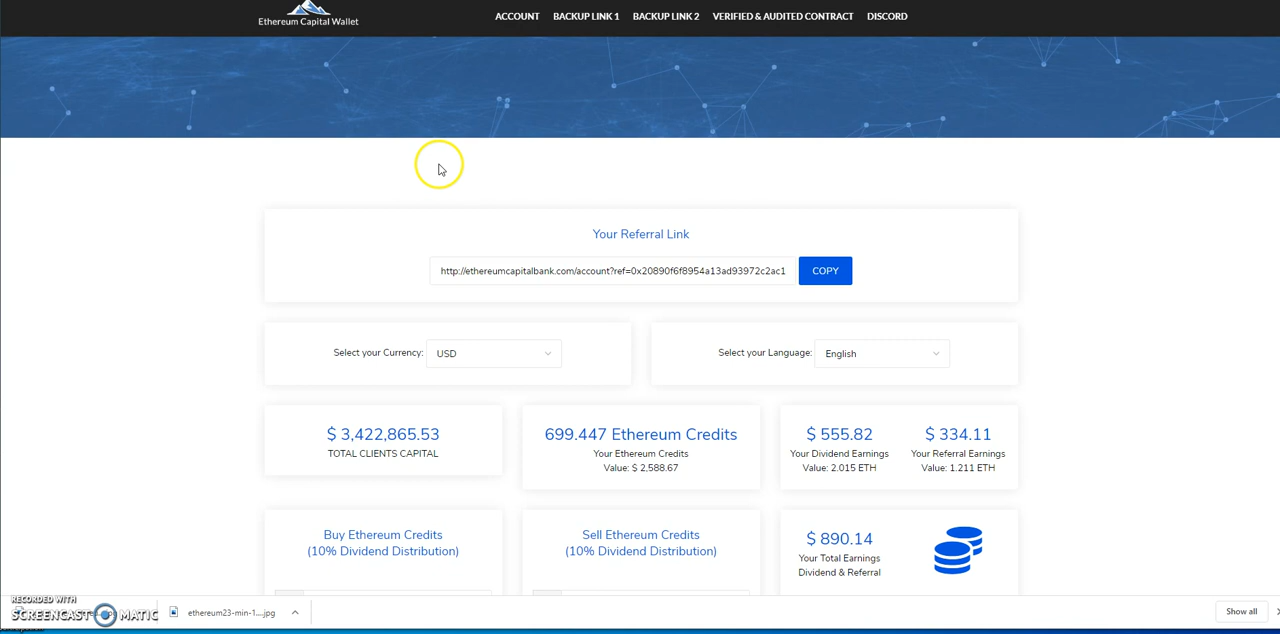 Ethereum Capital Wallet
ACCOUNT BACKUP LINK 1 BACKUP LINK 2 VERIFIED & AUDITED CONTRACT DISCORD
Your Referral Link
http://ethereumcapitalbank.com/account?ref=0x20890f6f8954a13ad93972c2ac1 COPY
Select your Currency: USD
Select your Language: English
$ 3,422,865.53
TOTAL CLIENTS CAPITAL
699.447 Ethereum Credits
Your Ethereum Credits
Value: $ 2,588.67
$ 555.82
Your Dividend Earnings
Value: 2.015 ETH
$ 334.11
Your Referral Earnings
Value: 1.211 ETH
Buy Ethereum Credits
(10% Dividend Distribution)
Sell Ethereum Credits
(10% Dividend Distribution)
$ 890.14
Your Total Earnings
Dividend & Referral
RECORDED WITH
SCREENCAST MATIC
ethereum23-min-1....jpg
Show all